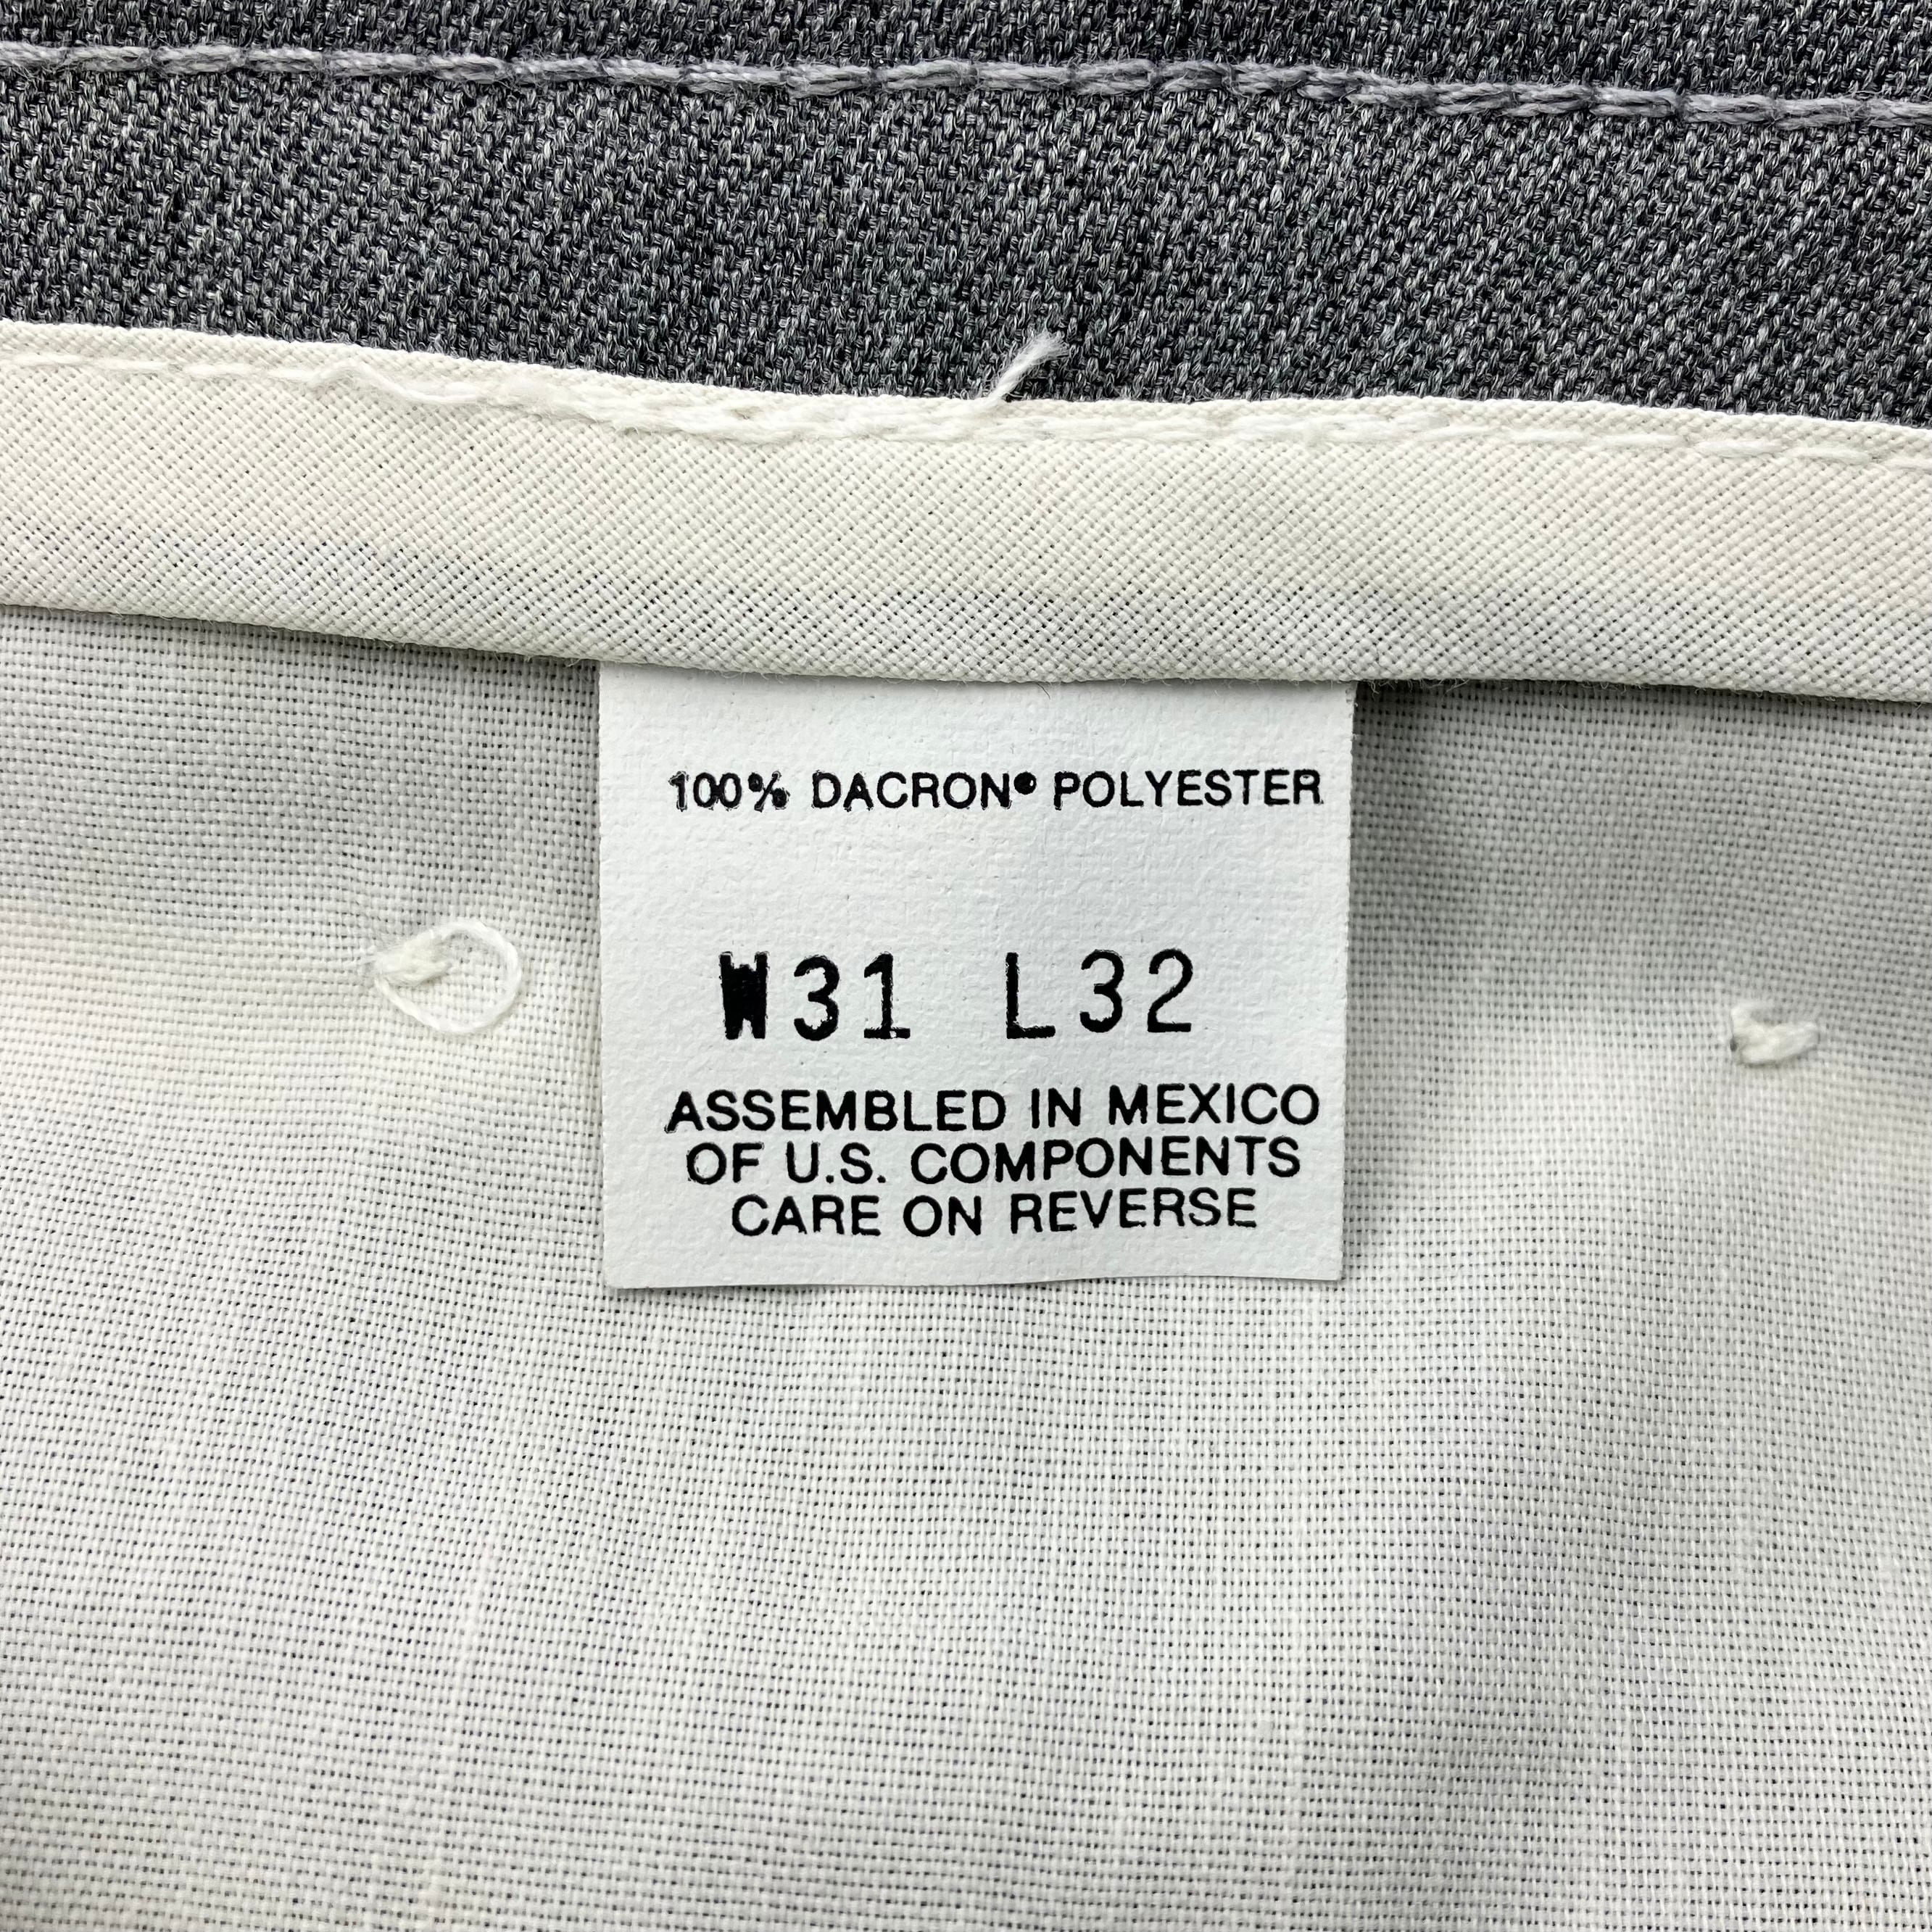 100% DACRON® POLYESTER
W31 L32
ASSEMBLED IN MEXICO
OF U.S. COMPONENTS
CARE ON REVERSE